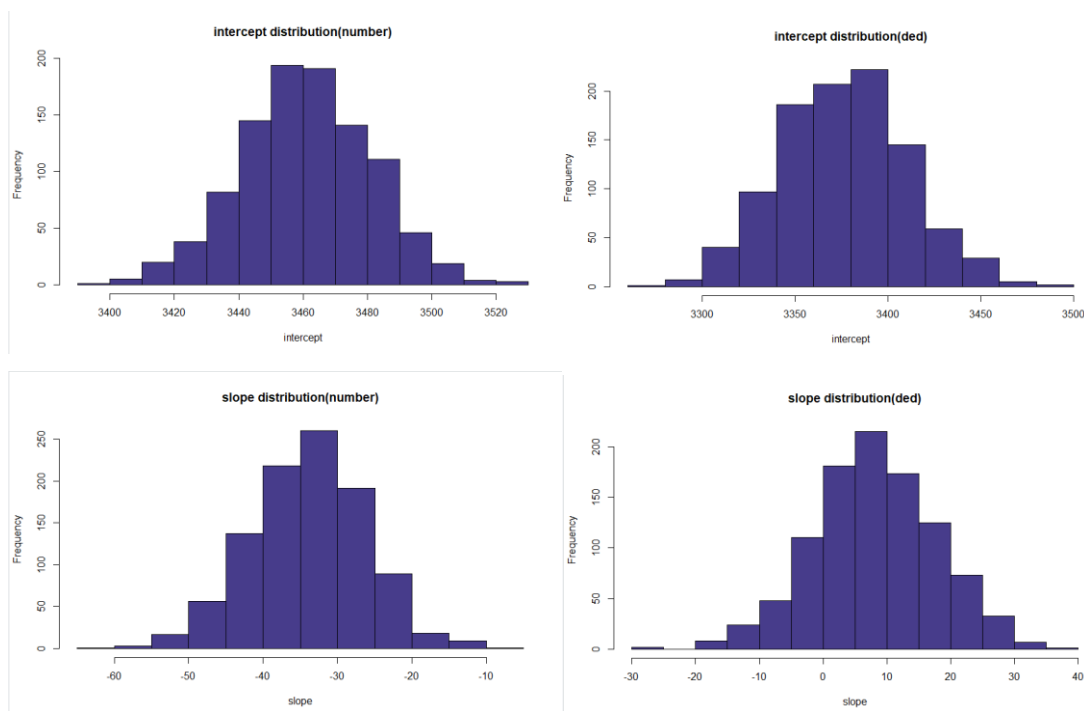 intercept distribution(number)
Frequency
200
150
100
50
0
3400 3420 3440 3460 3480 3500 3520
intercept
intercept distribution(ded)
Frequency
200
150
100
50
0
3300 3350 3400 3450 3500
intercept
slope distribution(number)
Frequency
250
200
150
100
50
0
-60 -50 -40 -30 -20 -10
slope
slope distribution(ded)
Frequency
200
150
100
50
0
-30 -20 -10 0 10 20 30 40
slope